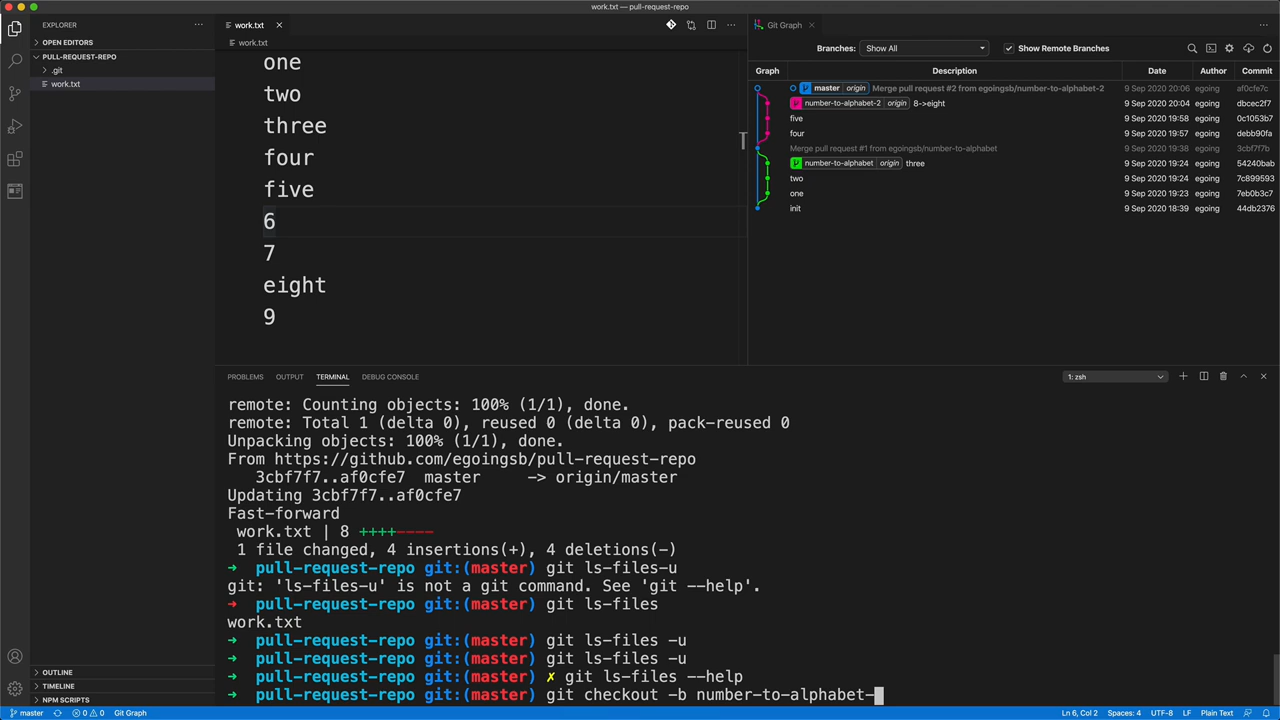 work.txt — pull-request-repo
EXPLORER
OPEN EDITORS
PULL-REQUEST-REPO
.git
work.txt
OUTLINE
TIMELINE
NPM SCRIPTS
work.txt
work.txt
one
two
three
four
five
6
7
eight
9
Git Graph
Branches: Show All Show Remote Branches
Graph Description Date Author Commit
master origin Merge pull request #2 from egoingsb/number-to-alphabet-2 9 Sep 2020 20:06 egoing af0cfe7c
number-to-alphabet-2 origin 8->eight 9 Sep 2020 20:04 egoing dbcec2f7
five 9 Sep 2020 19:58 egoing 0c1053b7
four 9 Sep 2020 19:57 egoing debb90fa
Merge pull request #1 from egoingsb/number-to-alphabet 9 Sep 2020 19:38 egoing 3cbf7f7b
number-to-alphabet origin three 9 Sep 2020 19:24 egoing 54240bab
two 9 Sep 2020 19:24 egoing 7c899593
one 9 Sep 2020 19:23 egoing 7eb0b3c7
init 9 Sep 2020 18:39 egoing 44db2376
PROBLEMS OUTPUT TERMINAL DEBUG CONSOLE 1: zsh
remote: Counting objects: 100% (1/1), done.
remote: Total 1 (delta 0), reused 0 (delta 0), pack-reused 0
Unpacking objects: 100% (1/1), done.
From https://github.com/egoingsb/pull-request-repo
3cbf7f7..af0cfe7 master -> origin/master
Updating 3cbf7f7..af0cfe7
Fast-forward
work.txt | 8 ++++----
1 file changed, 4 insertions(+), 4 deletions(-)
➜ pull-request-repo git:(master) git ls-files-u
git: 'ls-files-u' is not a git command. See 'git --help'.
➜ pull-request-repo git:(master) git ls-files
work.txt
➜ pull-request-repo git:(master) git ls-files -u
➜ pull-request-repo git:(master) git ls-files -u
➜ pull-request-repo git:(master) ✗ git ls-files --help
➜ pull-request-repo git:(master) git checkout -b number-to-alphabet-
master 0 0 Git Graph Ln 6, Col 2 Spaces: 4 UTF-8 LF Plain Text